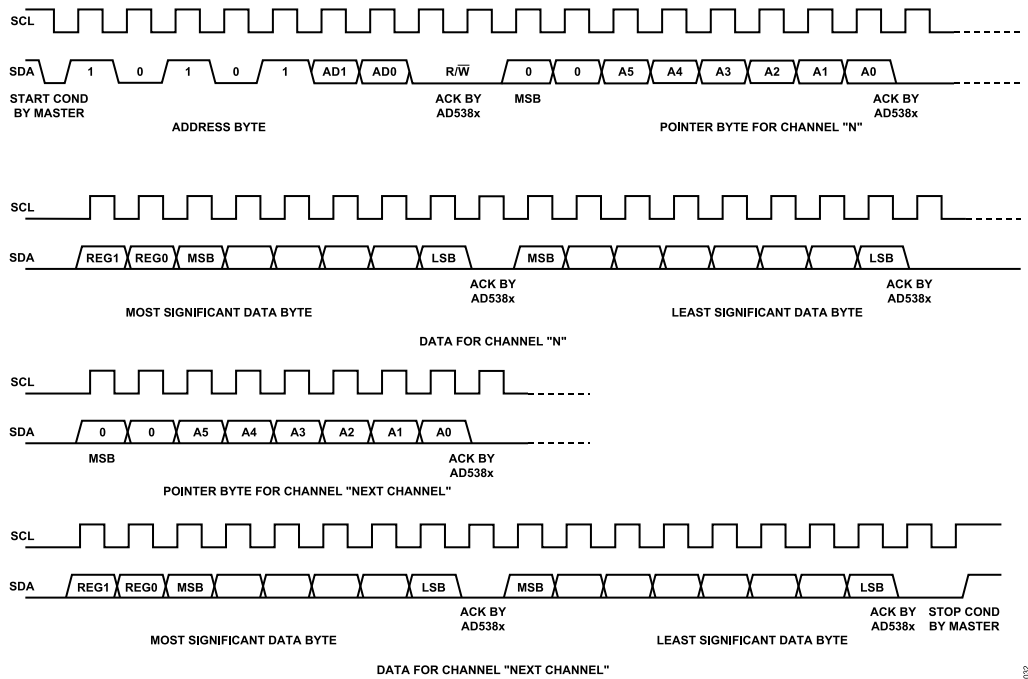 SCL
SDA 1 0 1 0 1 AD1 AD0 R/W̅ 0 0 A5 A4 A3 A2 A1 A0
START COND BY MASTER
ACK BY AD538x
MSB
ACK BY AD538x
ADDRESS BYTE
POINTER BYTE FOR CHANNEL "N"
SCL
SDA REG1 REG0 MSB LSB MSB LSB
ACK BY AD538x
ACK BY AD538x
MOST SIGNIFICANT DATA BYTE
LEAST SIGNIFICANT DATA BYTE
DATA FOR CHANNEL "N"
SCL
SDA 0 0 A5 A4 A3 A2 A1 A0
MSB
ACK BY AD538x
POINTER BYTE FOR CHANNEL "NEXT CHANNEL"
SCL
SDA REG1 REG0 MSB LSB MSB LSB
ACK BY AD538x
ACK BY AD538x
STOP COND BY MASTER
MOST SIGNIFICANT DATA BYTE
LEAST SIGNIFICANT DATA BYTE
DATA FOR CHANNEL "NEXT CHANNEL"
032